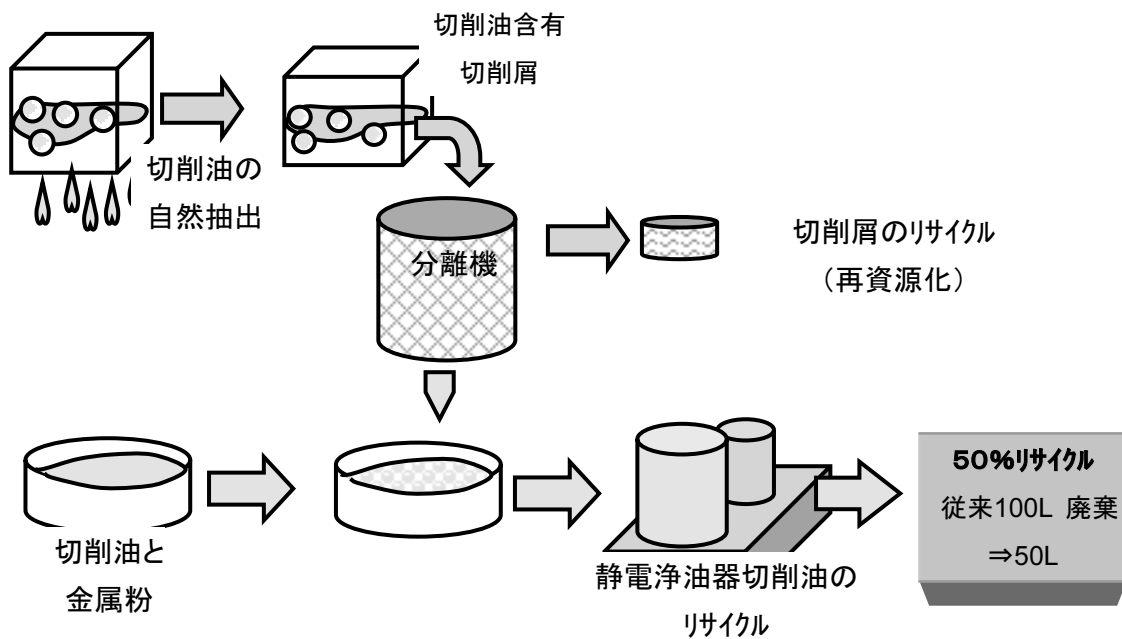 切削油含有
切削屑
切削油の
自然抽出
分離機
切削屑のﾘｻｲｸﾙ
（再資源化）
切削油と
金属粉
静電浄油器切削油の
ﾘｻｲｸﾙ
50%ﾘｻｲｸﾙ
従来100L 廃棄
⇒50L